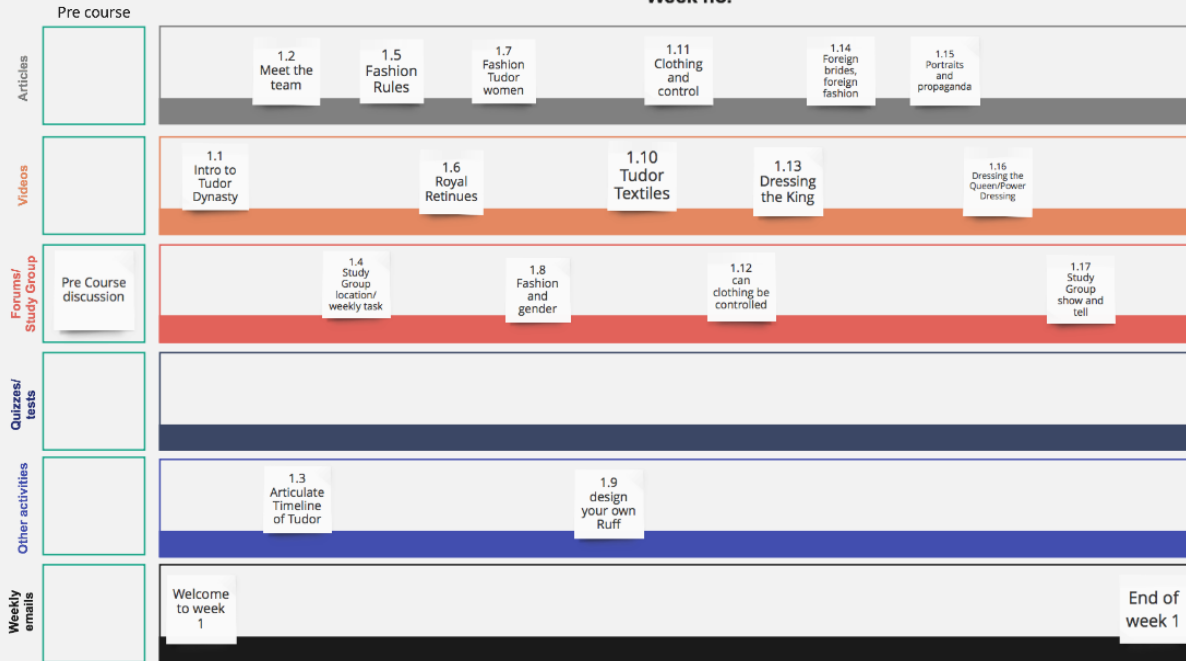 Week no.
Pre course
Articles
1.2
Meet the
team
1.5
Fashion
Rules
1.7
Fashion
Tudor
women
1.11
Clothing
and
control
1.14
Foreign
brides,
foreign
fashion
1.15
Portraits
and
propaganda
Videos
1.1
Intro to
Tudor
Dynasty
1.6
Royal
Retinues
1.10
Tudor
Textiles
1.13
Dressing
the King
1.16
Dressing the
Queen/Power
Dressing
Forums/
Study Group
Pre Course
discussion
1.4
Study
Group
location/
weekly task
1.8
Fashion
and
gender
1.12
can
clothing be
controlled
1.17
Study
Group
show and
tell
Quizzes/
tests
Other activities
1.3
Articulate
Timeline
of Tudor
1.9
design
your own
Ruff
Weekly
emails
Welcome
to week
1
End of
week 1